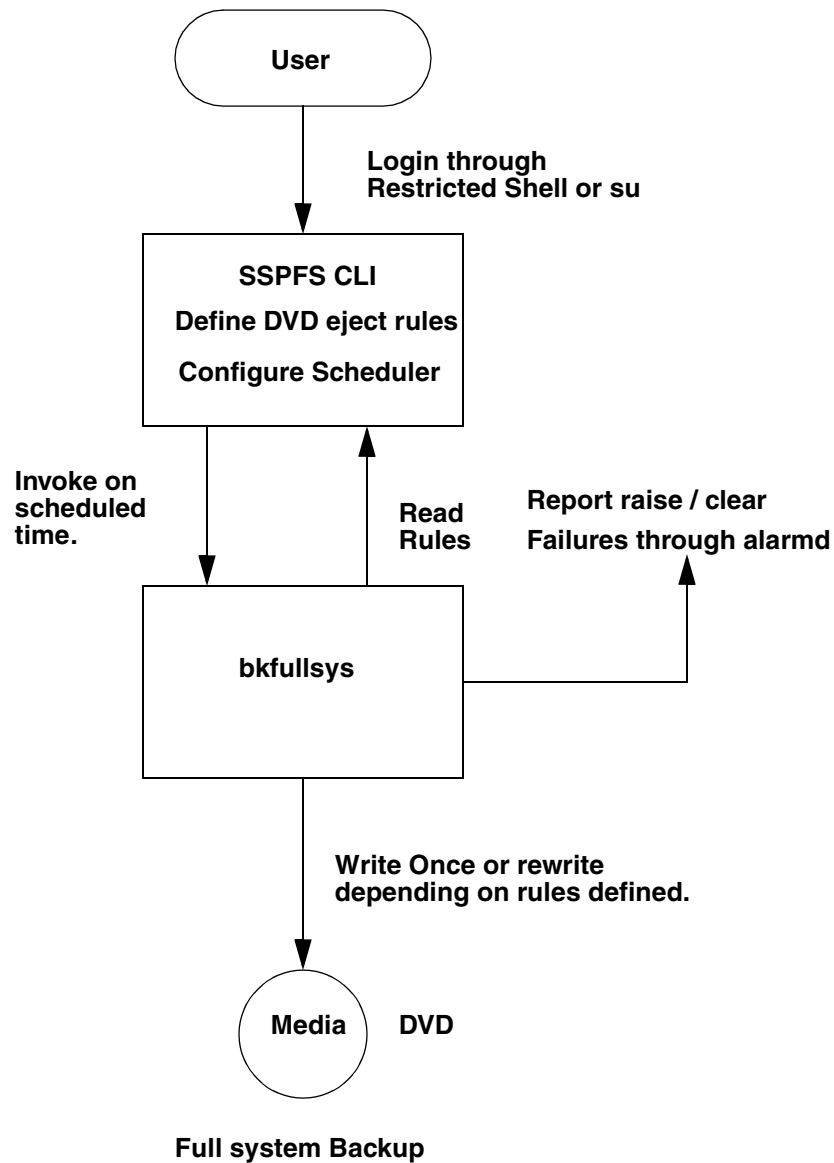 User
Login through
Restricted Shell or su
SSPFS CLI
Define DVD eject rules
Configure Scheduler
Invoke on
scheduled
time.
Read
Rules
Report raise / clear
Failures through alarmd
bkfullsys
Write Once or rewrite
depending on rules defined.
Media
DVD
Full system Backup